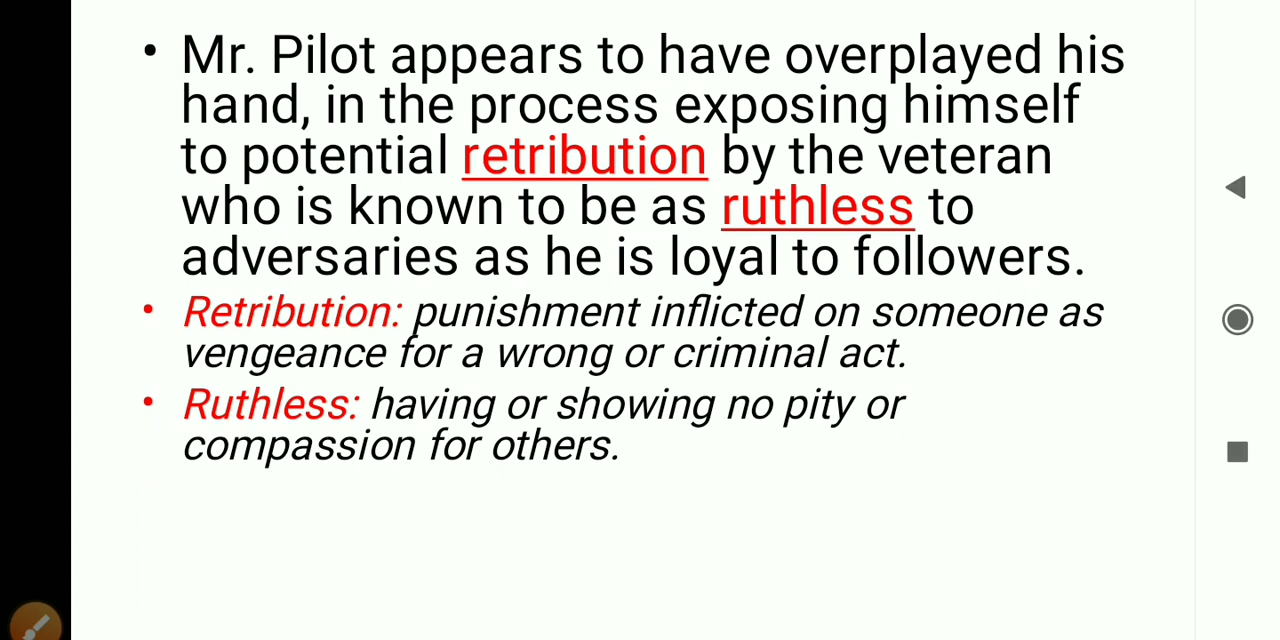 • Mr. Pilot appears to have overplayed his
hand, in the process exposing himself
to potential retribution by the veteran
who is known to be as ruthless to
adversaries as he is loyal to followers.
• Retribution: punishment inflicted on someone as
vengeance for a wrong or criminal act.
• Ruthless: having or showing no pity or
compassion for others.